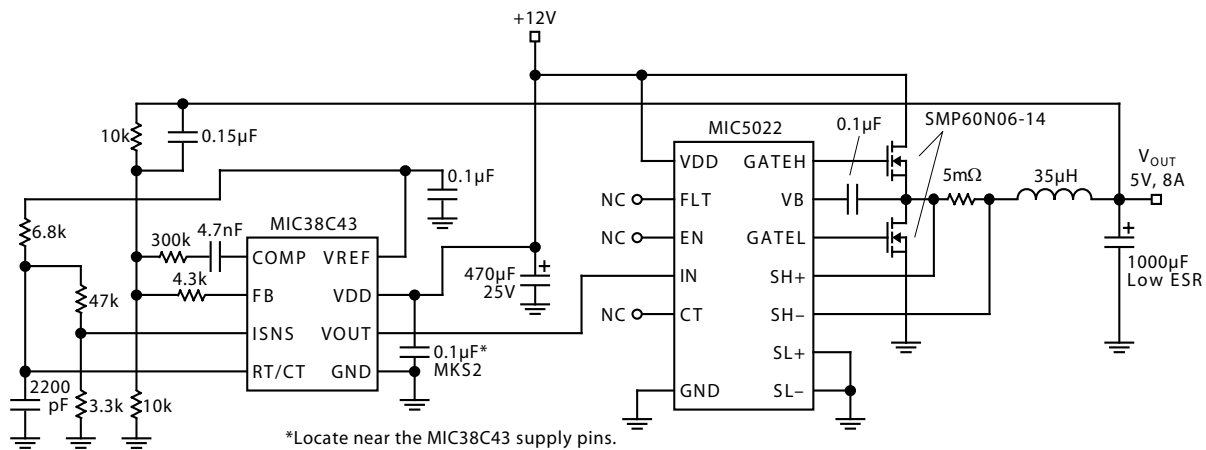 +12V
10k
0.15µF
0.1µF
MIC5022
0.1µF
SMP60N06-14
VDD
GATEH
5mΩ
35µH
VOUT
5V, 8A
6.8k
NC
FLT
VB
300k
4.7nF
MIC38C43
COMP
VREF
NC
EN
GATEL
4.3k
FB
VDD
470µF
25V
IN
SH+
1000µF
Low ESR
47k
ISNS
VOUT
0.1µF*
MKS2
NC
CT
SH–
RT/CT
GND
SL+
2200
pF
3.3k
10k
GND
SL–
*Locate near the MIC38C43 supply pins.